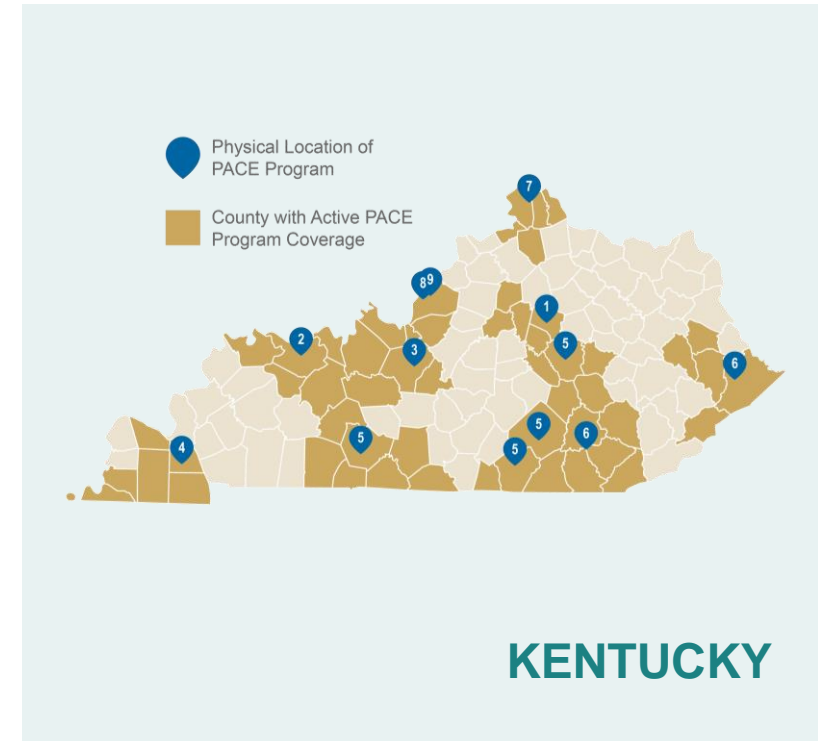 Physical Location of
PACE Program
County with Active PACE
Program Coverage
7
8 9
1
2
3
5
6
4
5
5
6
5
KENTUCKY